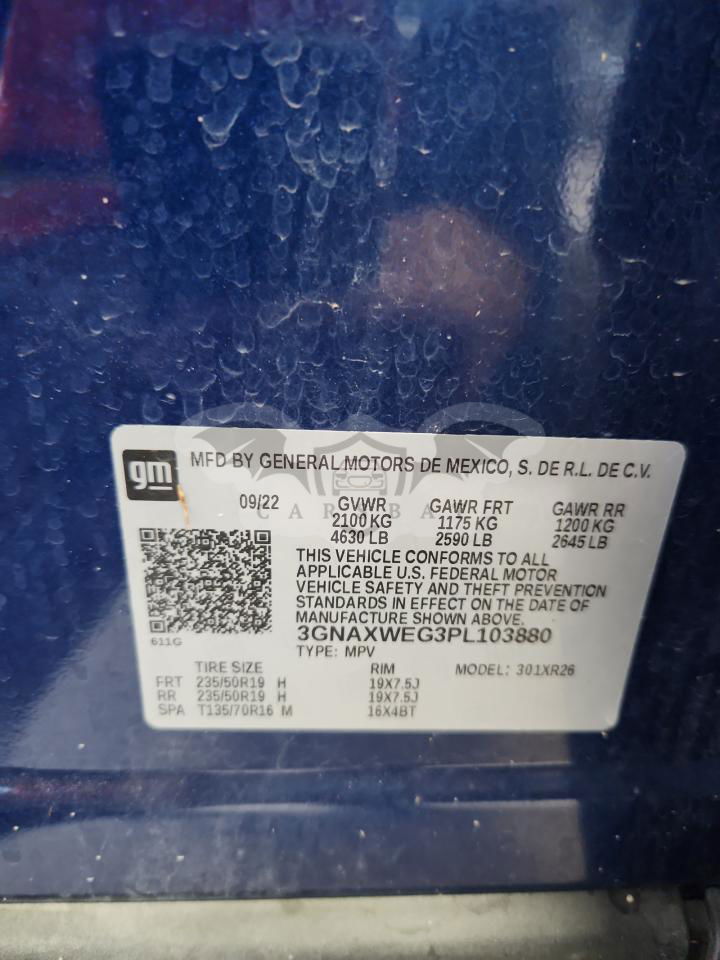 gm MFD BY GENERAL MOTORS DE MEXICO, S. DE R.L. DE C.V.
09/22 GVWR GAWR FRT GAWR RR
2100 KG 1175 KG 1200 KG
4630 LB 2590 LB 2645 LB
THIS VEHICLE CONFORMS TO ALL
APPLICABLE U.S. FEDERAL MOTOR
VEHICLE SAFETY AND THEFT PREVENTION
STANDARDS IN EFFECT ON THE DATE OF
MANUFACTURE SHOWN ABOVE.
3GNAXWEG3PL103880
611G
TYPE: MPV
TIRE SIZE RIM MODEL: 301XR26
FRT 235/50R19 H 19X7.5J
RR 235/50R19 H 19X7.5J
SPA T135/70R16 M 16X4BT